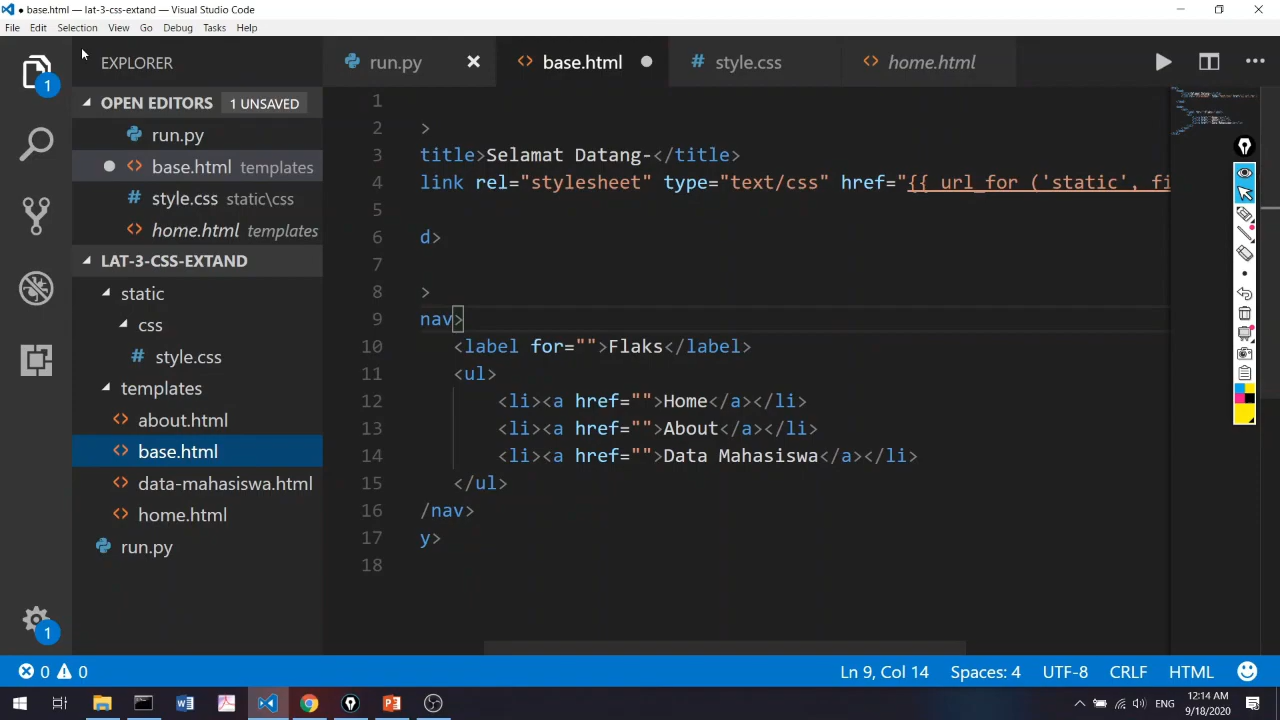 ● base.html — lat-3-css-extand — Visual Studio Code
File Edit Selection View Go Debug Tasks Help
EXPLORER
OPEN EDITORS 1 UNSAVED
run.py
base.html templates
style.css static\css
home.html templates
LAT-3-CSS-EXTAND
static
css
style.css
templates
about.html
base.html
data-mahasiswa.html
home.html
run.py
1
1
run.py base.html style.css home.html
1
2 >
3 title>Selamat Datang-</title>
4 link rel="stylesheet" type="text/css" href="{{ url_for ('static', fi
5
6 d>
7
8 >
9 nav>
10 <label for="">Flaks</label>
11 <ul>
12 <li><a href="">Home</a></li>
13 <li><a href="">About</a></li>
14 <li><a href="">Data Mahasiswa</a></li>
15 </ul>
16 /nav>
17 y>
18
0 0 Ln 9, Col 14 Spaces: 4 UTF-8 CRLF HTML
ENG 12:14 AM
9/18/2020